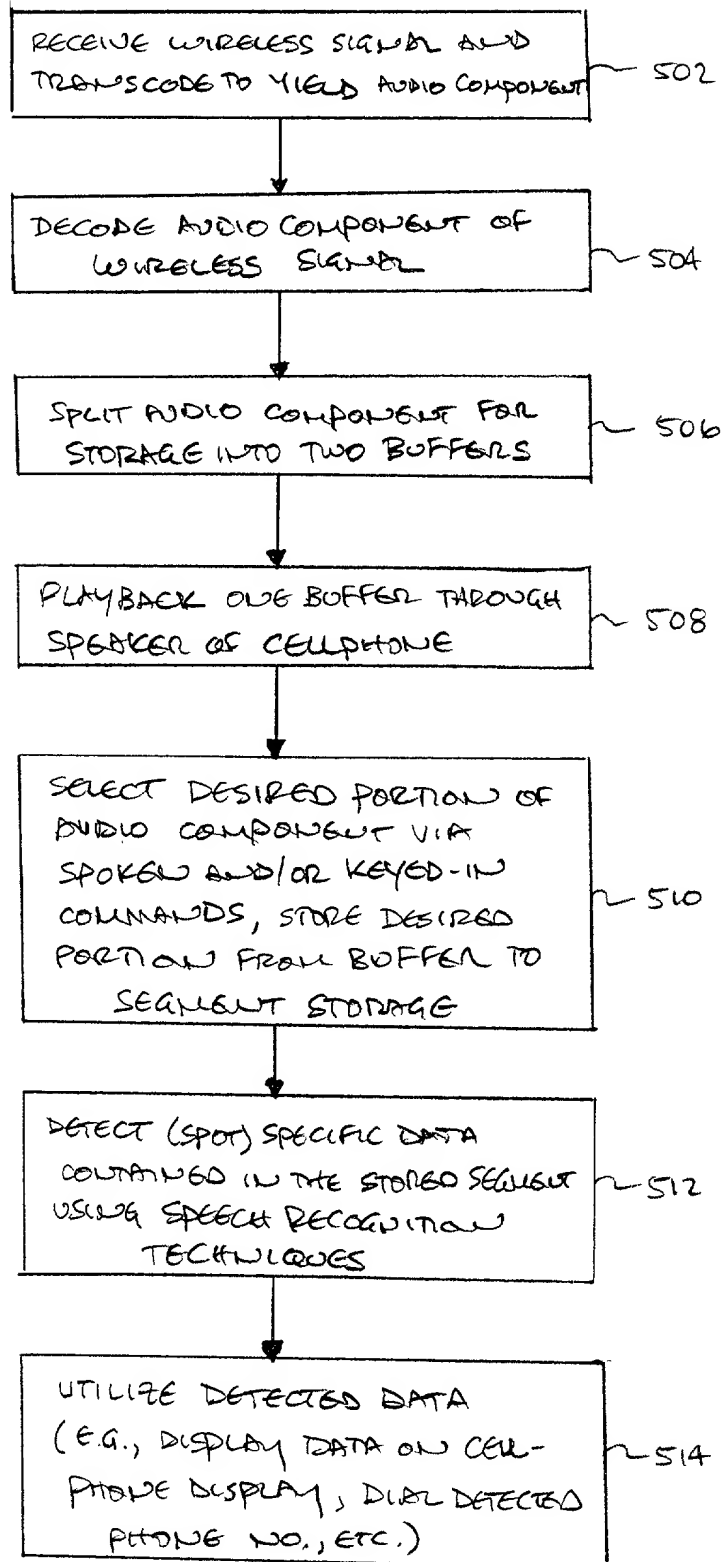 RECEIVE WIRELESS SIGNAL AND
TRANSCODE TO YIELD AUDIO COMPONENT
502
DECODE AUDIO COMPONENT OF
WIRELESS SIGNAL
504
SPLIT AUDIO COMPONENT FOR
STORAGE INTO TWO BUFFERS
506
PLAYBACK ONE BUFFER THROUGH
SPEAKER OF CELLPHONE
508
SELECT DESIRED PORTION OF
AUDIO COMPONENT VIA
SPOKEN AND/OR KEYED-IN
COMMANDS, STORE DESIRED
PORTION FROM BUFFER TO
SEGMENT STORAGE
510
DETECT (SPOT) SPECIFIC DATA
CONTAINED IN THE STORED SEGMENT
USING SPEECH RECOGNITION
TECHNIQUES
512
UTILIZE DETECTED DATA
(E.G., DISPLAY DATA ON CELL-
PHONE DISPLAY, DIAL DETECTED
PHONE NO., ETC.)
514